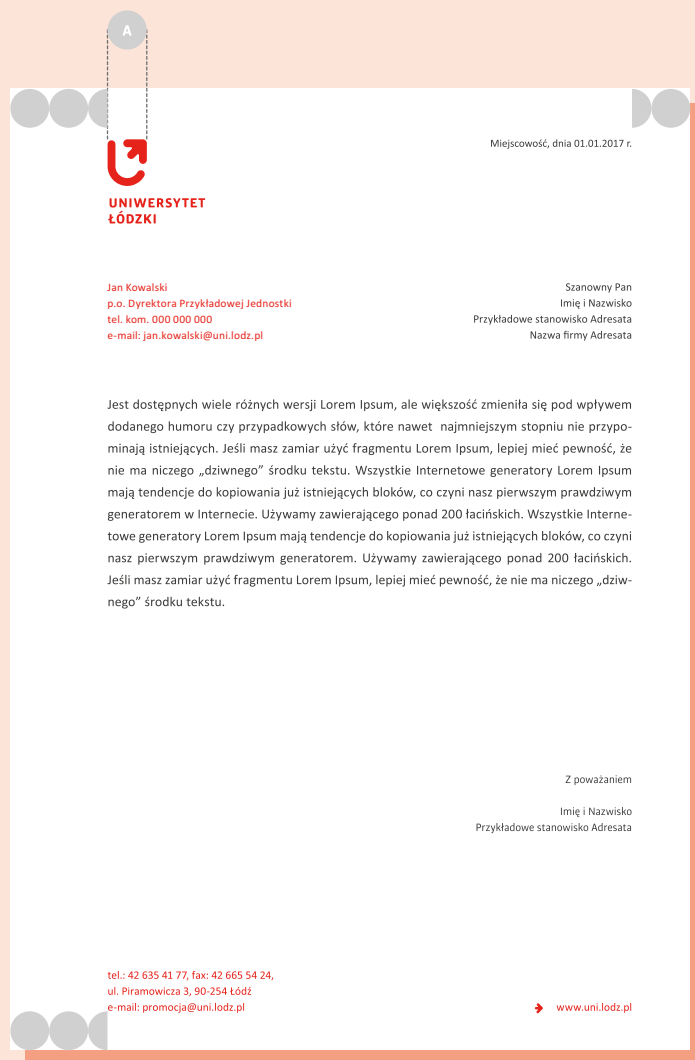 A
Miejscowość, dnia 01.01.2017 r.
UNIWERSYTET
ŁÓDZKI
Jan Kowalski
p.o. Dyrektora Przykładowej Jednostki
tel. kom. 000 000 000
e-mail: jan.kowalski@uni.lodz.pl
Szanowny Pan
Imię i Nazwisko
Przykładowe stanowisko Adresata
Nazwa firmy Adresata
Jest dostępnych wiele różnych wersji Lorem Ipsum, ale większość zmieniła się pod wpływem
dodanego humoru czy przypadkowych słów, które nawet najmniejszym stopniu nie przypo-
minają istniejących. Jeśli masz zamiar użyć fragmentu Lorem Ipsum, lepiej mieć pewność, że
nie ma niczego „dziwnego” środku tekstu. Wszystkie Internetowe generatory Lorem Ipsum
mają tendencje do kopiowania już istniejących bloków, co czyni nasz pierwszym prawdziwym
generatorem w Internecie. Używamy zawierającego ponad 200 łacińskich. Wszystkie Interne-
towe generatory Lorem Ipsum mają tendencje do kopiowania już istniejących bloków, co czyni
nasz pierwszym prawdziwym generatorem. Używamy zawierającego ponad 200 łacińskich.
Jeśli masz zamiar użyć fragmentu Lorem Ipsum, lepiej mieć pewność, że nie ma niczego „dziw-
nego” środku tekstu.
Z poważaniem
Imię i Nazwisko
Przykładowe stanowisko Adresata
tel.: 42 635 41 77, fax: 42 665 54 24,
ul. Piramowicza 3, 90-254 Łódź
e-mail: promocja@uni.lodz.pl
www.uni.lodz.pl